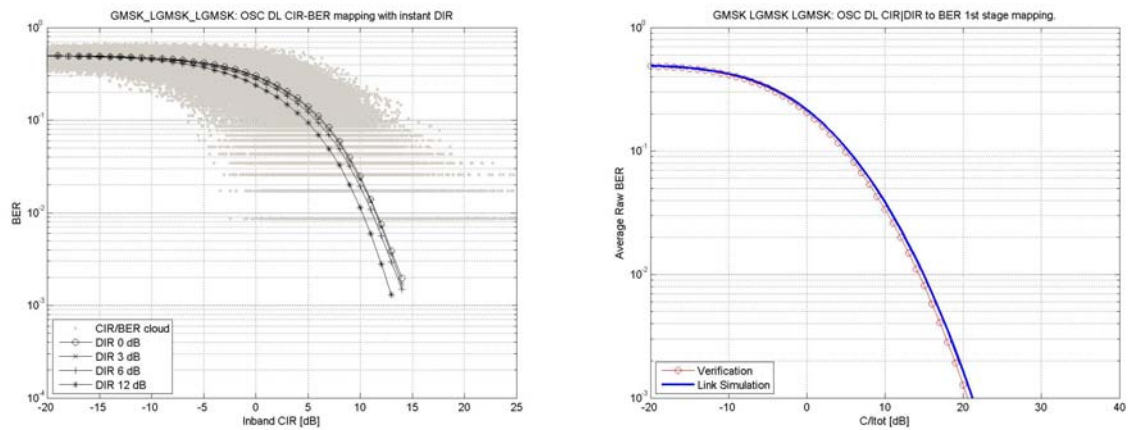 GMSK_LGMSK_LGMSK: OSC DL CIR-BER mapping with instant DIR
10^0
10^-1
10^-2
10^-3
10^-4
BER
CIR/BER cloud
DIR 0 dB
DIR 3 dB
DIR 6 dB
DIR 12 dB
-20 -15 -10 -5 0 5 10 15 20 25
Inband CIR [dB]
GMSK LGMSK LGMSK: OSC DL CIR|DIR to BER 1st stage mapping.
10^0
10^-1
10^-2
10^-3
Average Raw BER
Verification
Link Simulation
-20 -10 0 10 20 30 40
C/Itot [dB]